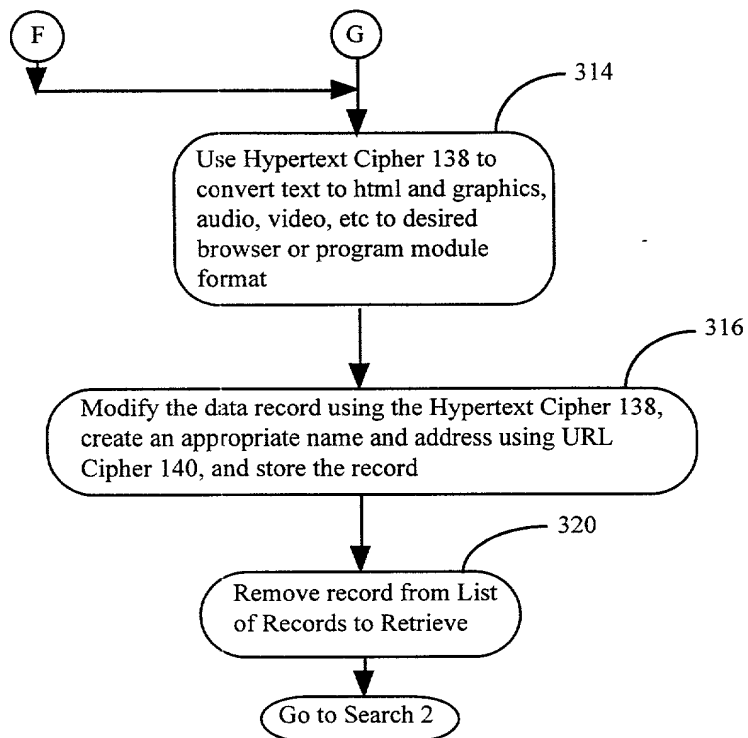 F
G
314
Use Hypertext Cipher 138 to
convert text to html and graphics,
audio, video, etc to desired
browser or program module
format
316
Modify the data record using the Hypertext Cipher 138,
create an appropriate name and address using URL
Cipher 140, and store the record
320
Remove record from List
of Records to Retrieve
Go to Search 2